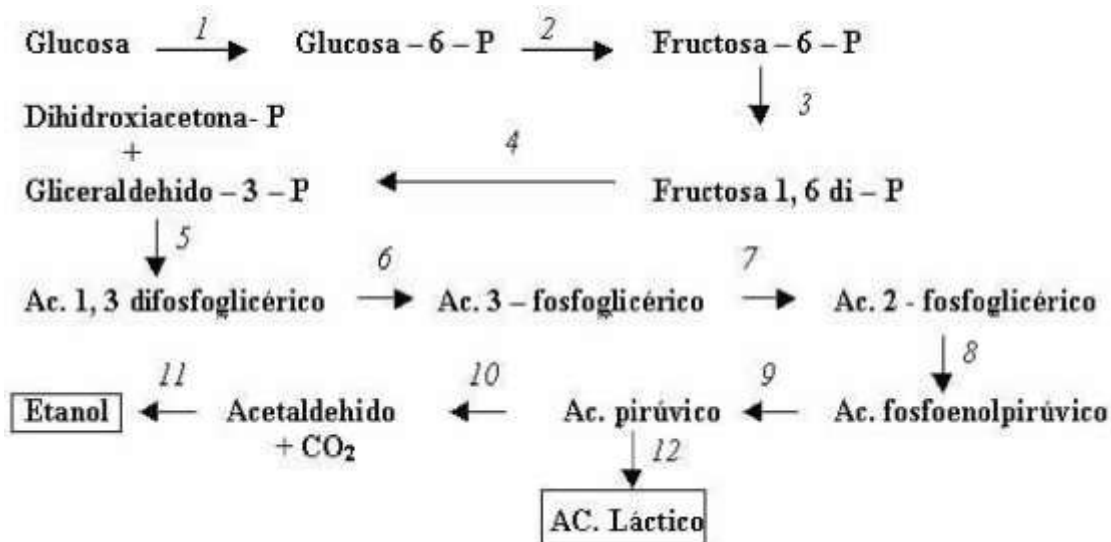 Glucosa 1 Glucosa – 6 – P 2 Fructosa – 6 – P
3
Dihidroxiacetona- P
+
Gliceraldehido – 3 – P 4 Fructosa 1, 6 di – P
5
Ac. 1, 3 difosfoglicérico 6 Ac. 3 – fosfoglicérico 7 Ac. 2 - fosfoglicérico
8
Etanol 11 Acetaldehido 10 Ac. pirúvico 9 Ac. fosfoenolpirúvico
+ CO₂
12
AC. Láctico